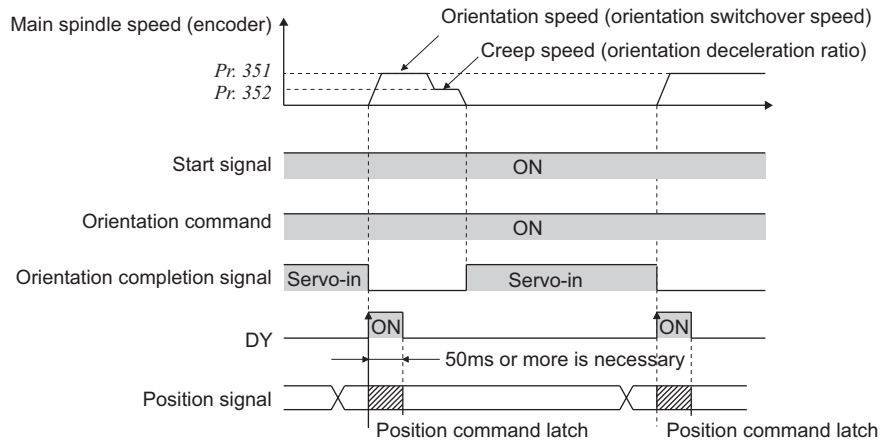 Main spindle speed (encoder)
Orientation speed (orientation switchover speed)
Creep speed (orientation deceleration ratio)
Pr. 351
Pr. 352
Start signal
ON
Orientation command
ON
Orientation completion signal
Servo-in
Servo-in
DY
ON
ON
50ms or more is necessary
Position signal
Position command latch
Position command latch